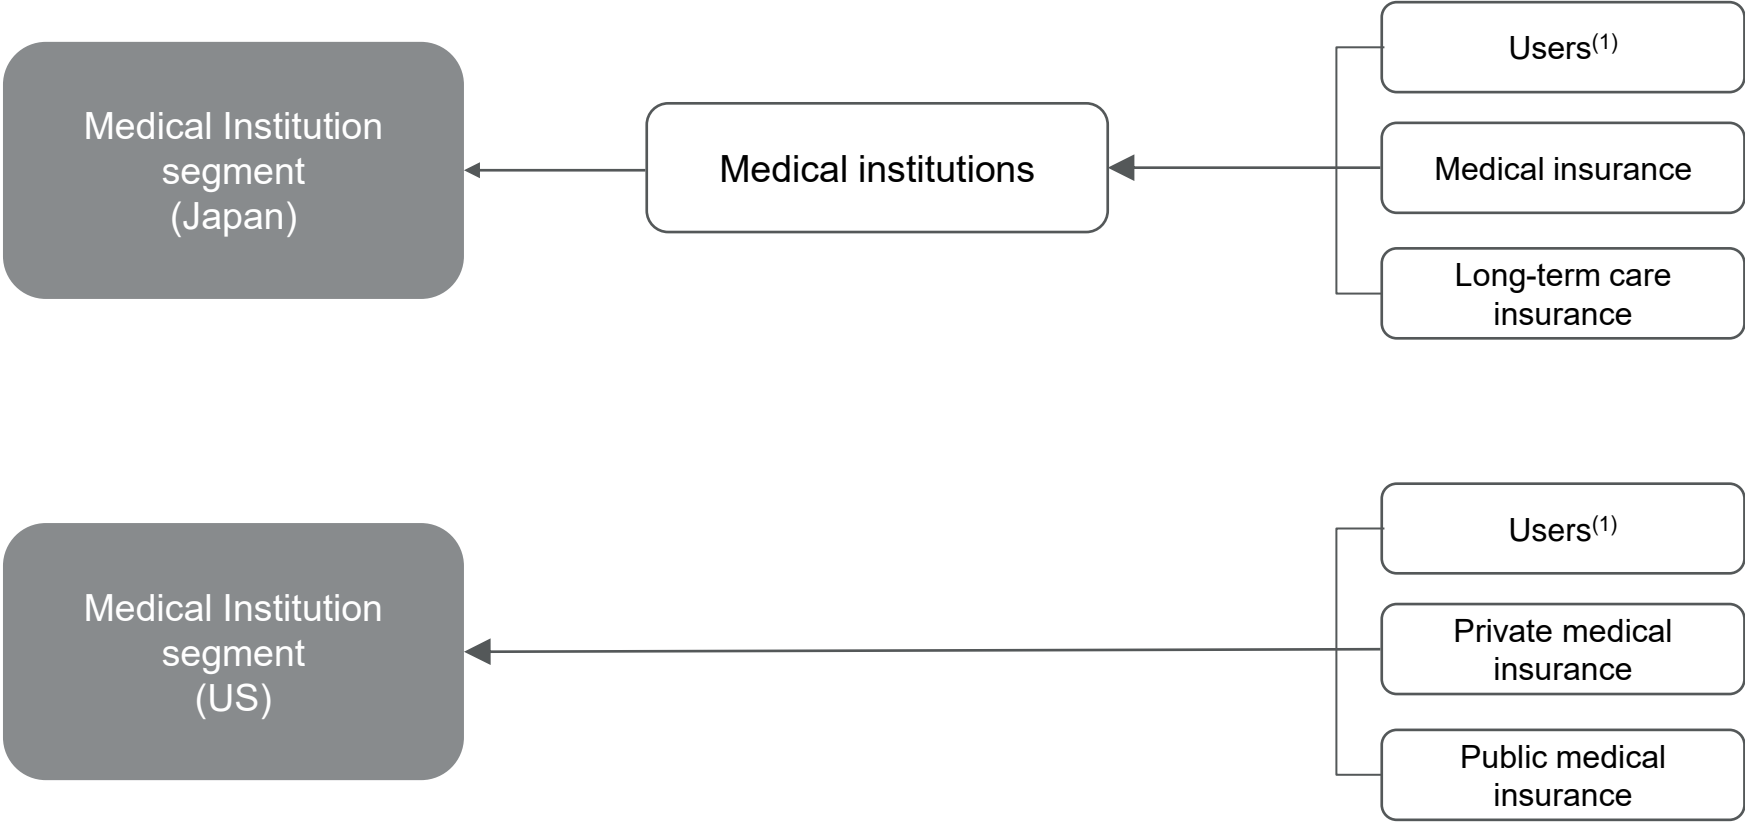 Medical Institution
segment
(Japan)
Medical institutions
Users(1)
Medical insurance
Long-term care
insurance
Medical Institution
segment
(US)
Users(1)
Private medical
insurance
Public medical
insurance